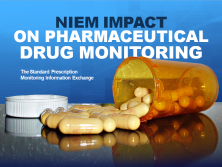 NIEM IMPACT
ON PHARMACEUTICAL
DRUG MONITORING
The Standard Prescription
Monitoring Information Exchange